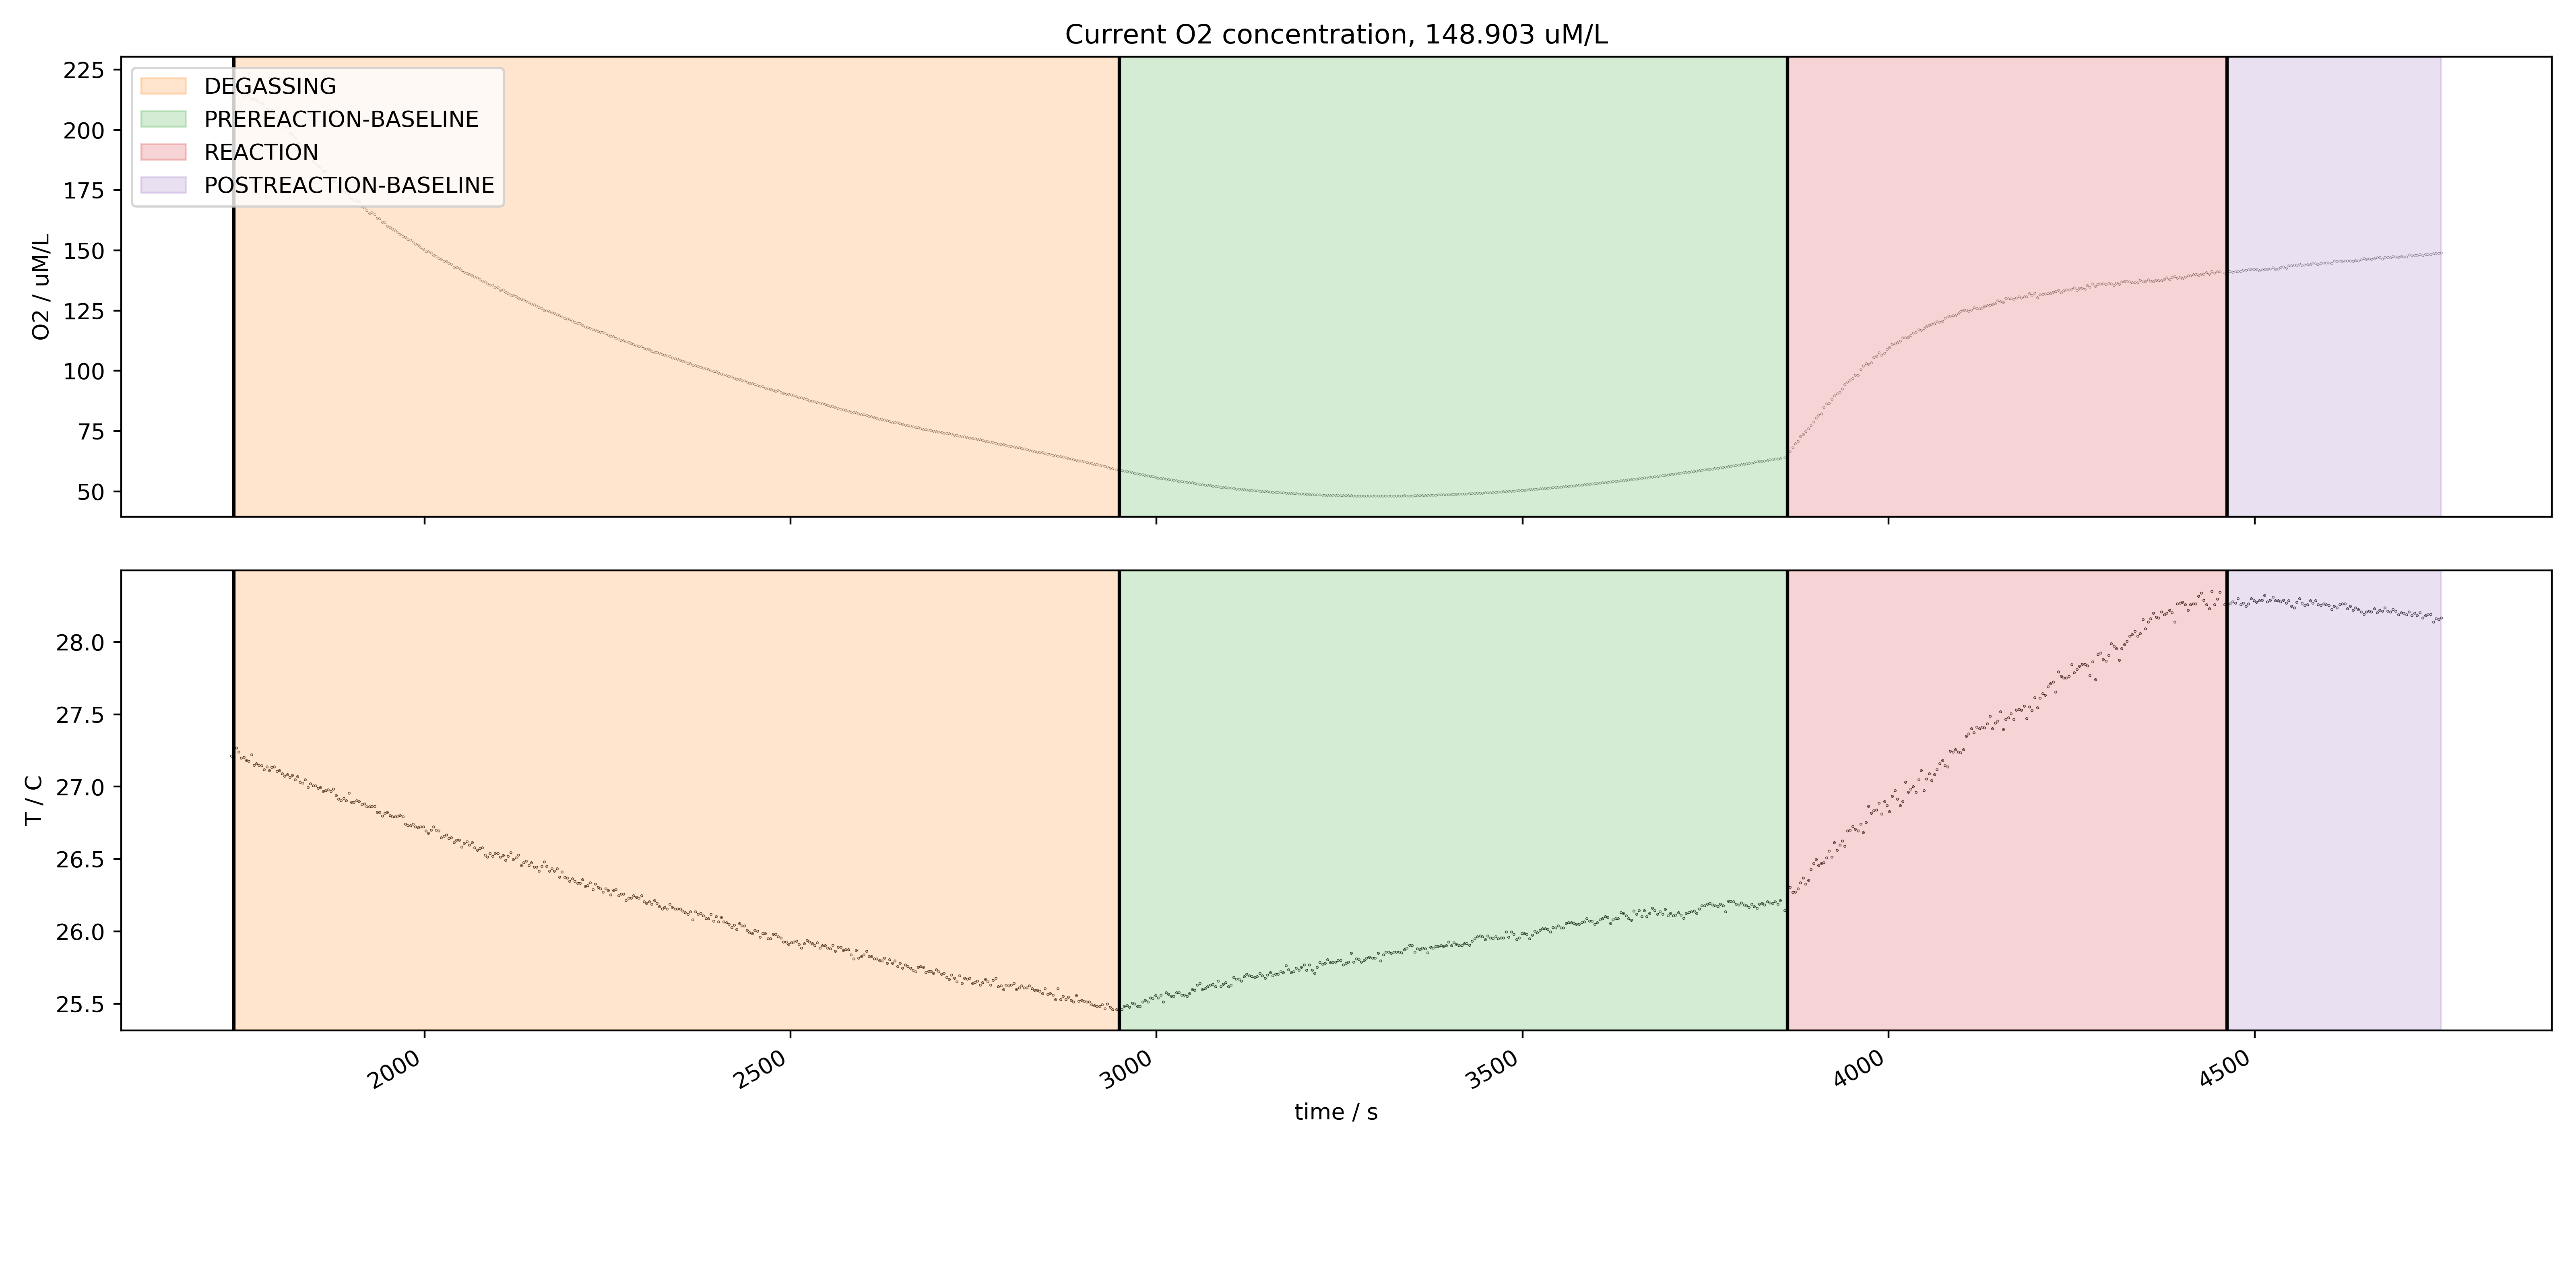 Current O2 concentration, 148.903 uM/L
DEGASSING
PREREACTION-BASELINE
REACTION
POSTREACTION-BASELINE
O2 / uM/L
225
200
175
150
125
100
75
50
T / C
28.0
27.5
27.0
26.5
26.0
25.5
2000 2500 3000 3500 4000 4500
time / s